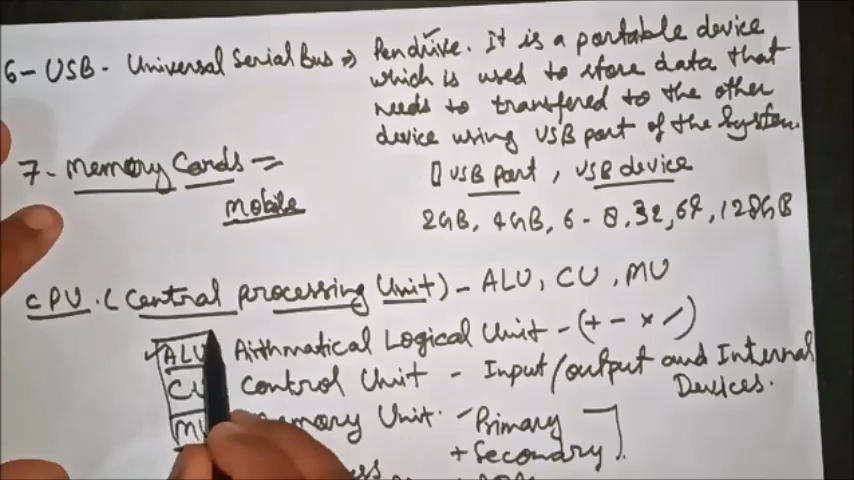 6- USB - Universal Serial Bus => Pendrive. It is a portable device
which is used to store data that
needs to transfered to the other
device using USB port of the System.
7- Memory Cards =
Mobile
USB port, USB device
2GB, 4GB, 6 - 8, 32, 64, 128GB
CPU. (Central processing Unit) - ALU, CU, MU
ALU Airthmatical Logical Unit - (+ - × /)
CU Control Unit - Input/output and Internal
Devices.
Memory Unit. - Primary
+ Secondary